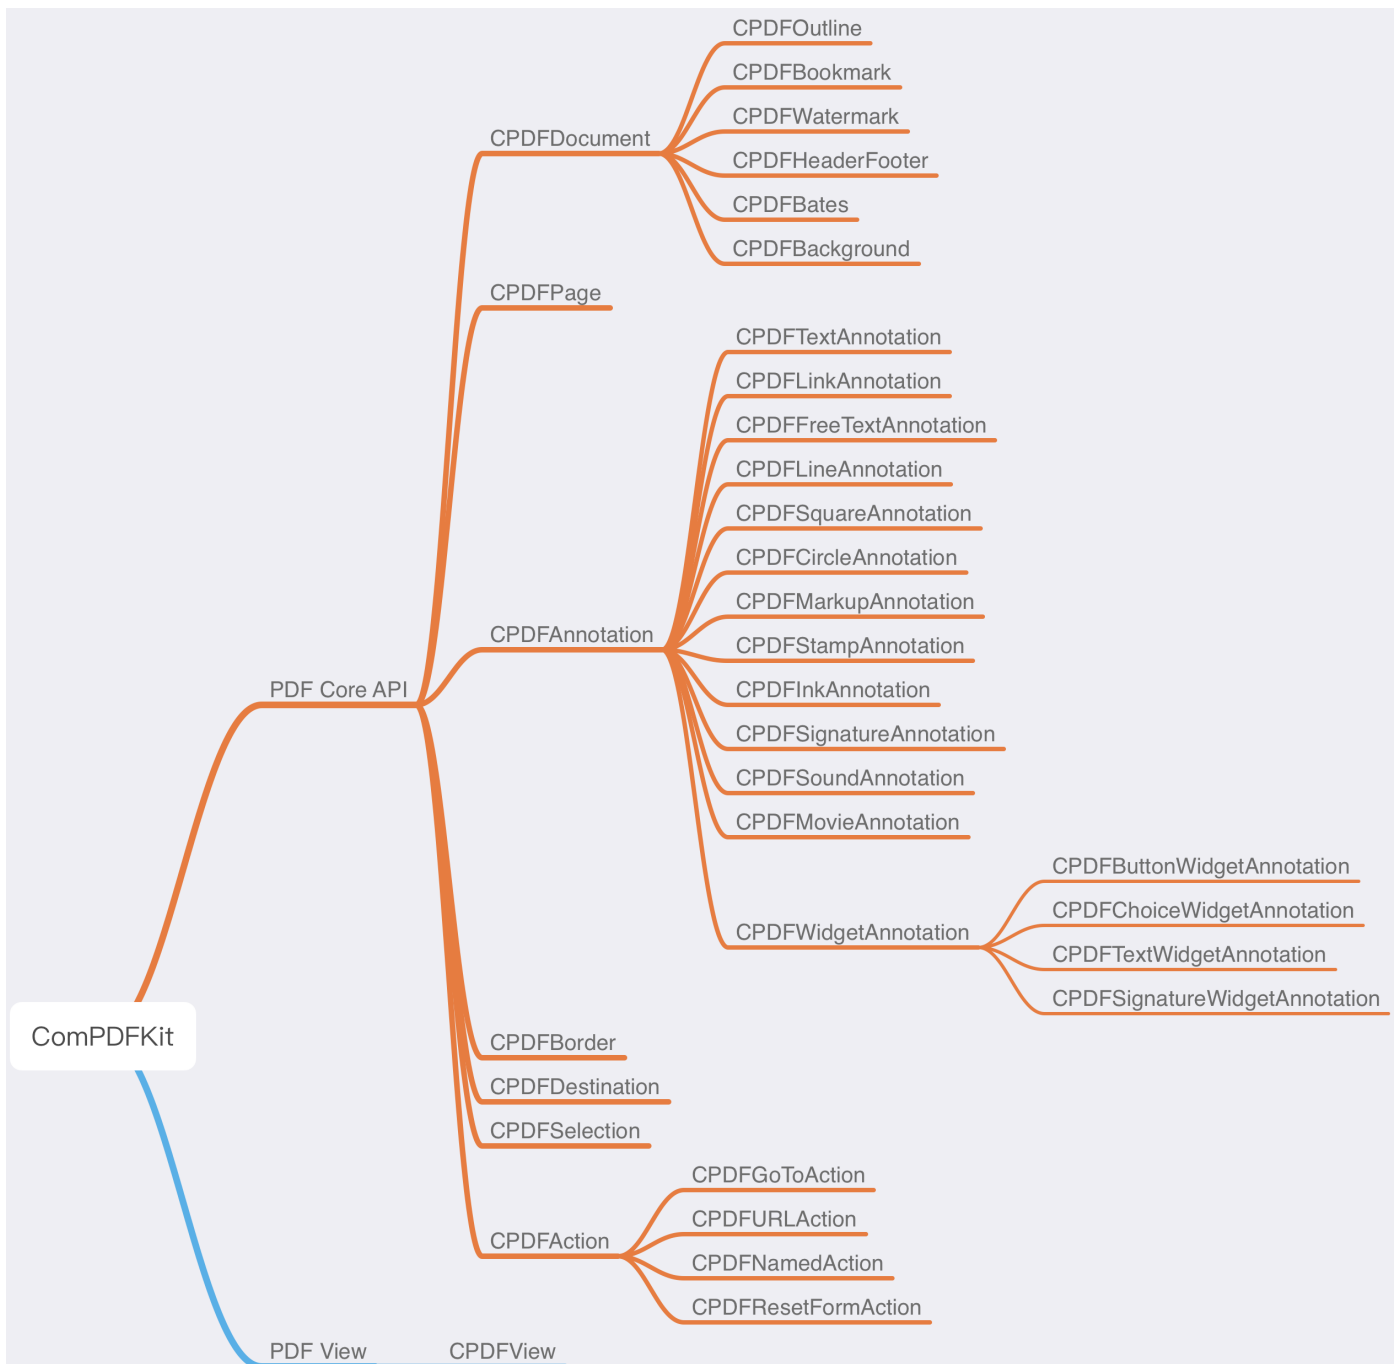 CPDFOutline
CPDFBookmark
CPDFWatermark
CPDFDocument
CPDFHeaderFooter
CPDFBates
CPDFBackground
CPDFPage
CPDFTextAnnotation
CPDFLinkAnnotation
CPDFFreeTextAnnotation
CPDFLineAnnotation
CPDFSquareAnnotation
CPDFCircleAnnotation
CPDFMarkupAnnotation
CPDFAnnotation
CPDFStampAnnotation
PDF Core API
CPDFInkAnnotation
CPDFSignatureAnnotation
CPDFSoundAnnotation
CPDFMovieAnnotation
CPDFButtonWidgetAnnotation
CPDFChoiceWidgetAnnotation
CPDFWidgetAnnotation
CPDFTextWidgetAnnotation
CPDFSignatureWidgetAnnotation
ComPDFKit
CPDFBorder
CPDFDestination
CPDFSelection
CPDFGoToAction
CPDFURLAction
CPDFAction
CPDFNamedAction
CPDFResetFormAction
PDF View
CPDFView